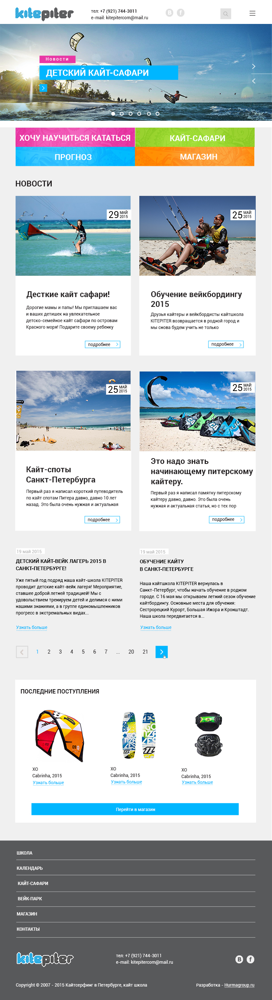 kitepiter
тел: +7 (921) 744-3011
e-mail: kitepitercom@mail.ru
B f
Новости
ДЕТСКИЙ КАЙТ-САФАРИ
ХОЧУ НАУЧИТЬСЯ КАТАТЬСЯ
КАЙТ-САФАРИ
ПРОГНОЗ
МАГАЗИН
НОВОСТИ
29 МАЙ 2015
Десткие кайт сафари!
Дорогие мамы и папы! Мы приглашаем вас
и ваших детишек на увлекательное
детско-семейное кайт сафари по островам
Красного моря! Подарите своему ребенку
подробнее
25 МАЙ 2015
Обучение вейкбордингу
2015
Друзья кайтеры и вейкбордисты кайтшкола
KITEPITER возвращается в родной город и
мы снова будем учить не только
подробнее
25 МАЙ 2015
Кайт-споты
Санкт-Петербурга
Первый раз я написал короткий путеводитель
по кайт спотам Питера давно, давно 10 лет
назад. Это была очень нужная и актуальная
подробнее
25 МАЙ 2015
Это надо знать
начинающему питерскому
кайтеру.
Первый раз я написал памятку питерскому
кайтеру давно, давно. Это была очень
нужная и актуальная статья, но с тех пор
подробнее
19 май 2015
ДЕТСКИЙ КАЙТ-ВЕЙК ЛАГЕРЬ 2015 В
САНКТ-ПЕТЕРБУРГЕ!
Уже пятый год подряд наша кайт-школа KITEPITER
проводит детские кайт-вейк лагеря! Мероприятие,
ставшее доброй летней традицией! Мы с
удовольствием тренируем детей и делимся с ними
нашими знаниями, а в группе единомышленников
прогресс в экстремальных видах...
Узнать больше
19 май 2015
ОБУЧЕНИЕ КАЙТУ
В САНКТ-ПЕТЕРБУРГЕ
Наша кайтшкола KITEPITER вернулась в
Санкт-Петербург, чтобы начать обучение в родном
городе. С 16 мая мы открываем летний сезон обучение
кайтбордингу. Основные места для обучения:
Сестрорецкий Курорт, Большая Ижора и Кронштадт.
Наша школа передвигается в...
Узнать больше
1 2 3 4 5 6 7 ... 20 21
ПОСЛЕДНИЕ ПОСТУПЛЕНИЯ
XO
Cabrinha, 2015
Узнать больше
XO
Cabrinha, 2015
Узнать больше
XO
Cabrinha, 2015
Узнать больше
Перейти в магазин
ШКОЛА
КАЛЕНДАРЬ
КАЙТ-САФАРИ
ВЕЙК-ПАРК
МАГАЗИН
КОНТАКТЫ
kitepiter
тел: +7 (921) 744-3011
e-mail: kitepitercom@mail.ru
B f
Copyright © 2007 - 2015 Кайтсерфинг в Петербурге, кайт школа
Разработка - Hurmagroup.ru